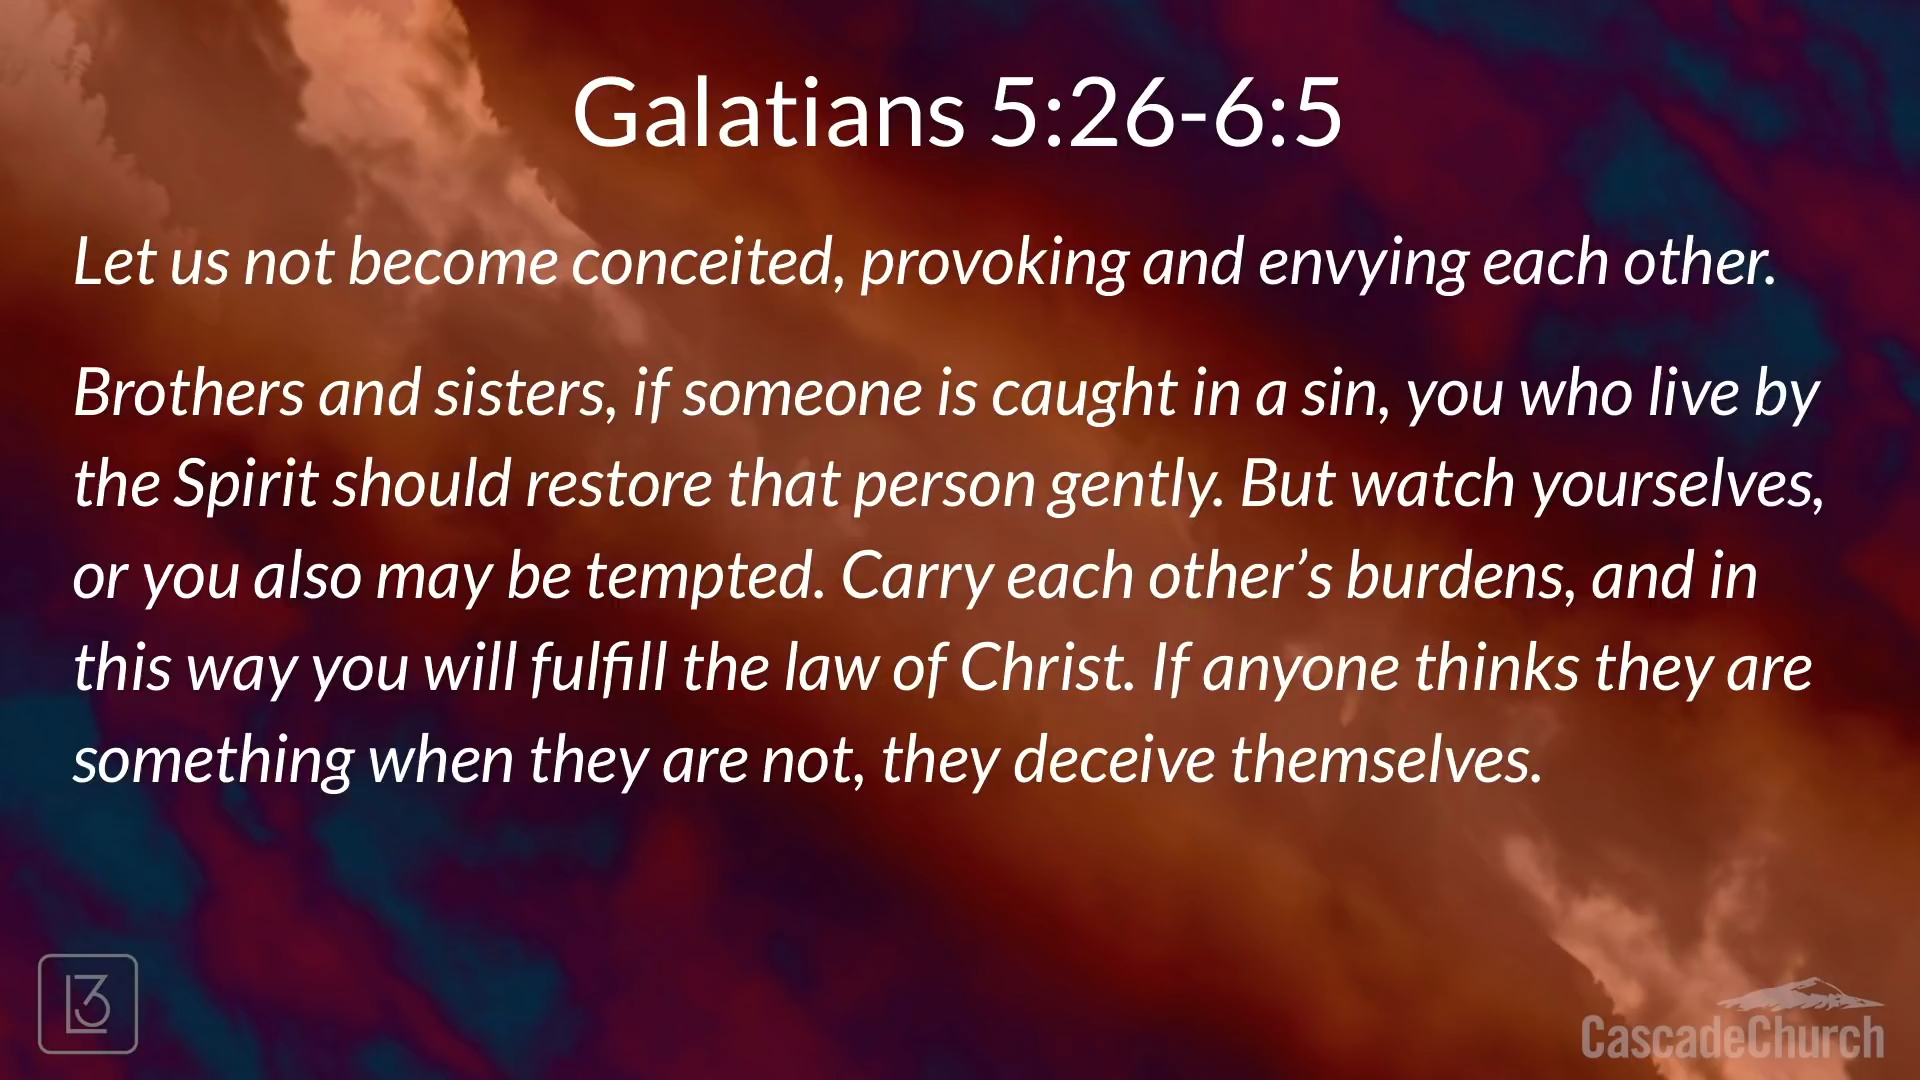 Galatians 5:26-6:5
Let us not become conceited, provoking and envying each other.
Brothers and sisters, if someone is caught in a sin, you who live by
the Spirit should restore that person gently. But watch yourselves,
or you also may be tempted. Carry each other’s burdens, and in
this way you will fulfill the law of Christ. If anyone thinks they are
something when they are not, they deceive themselves.
L3
CascadeChurch